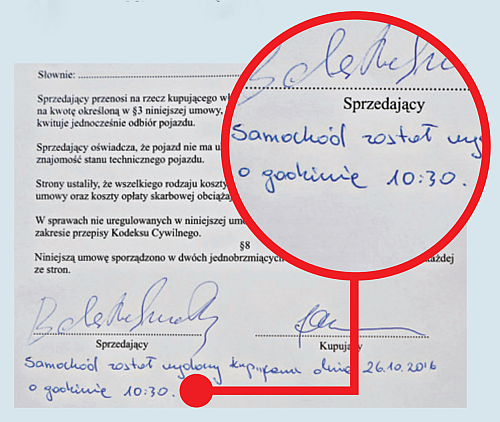 Słownie:
Sprzedający przenosi na rzecz kupującego
na kwotę określoną w §3 niniejszej umowy,
kwituje jednocześnie odbiór pojazdu.
Sprzedający oświadcza, że pojazd nie ma
znajomość stanu technicznego pojazdu.
Strony ustaliły, że wszelkiego rodzaju koszty
umowy oraz koszty opłaty skarbowej obciążaj
W sprawach nie uregulowanych w niniejszej um
zakresie przepisy Kodeksu Cywilnego.
§8
Niniejszą umowę sporządzono w dwóch jednobrzmiących każdej
ze stron.
Sprzedający Kupujący
Samochód został wydany kupującemu dnia 26.10.2016
o godzinie 10:30.
Sprzedający
Samochód został wyd
o godzinie 10:30.